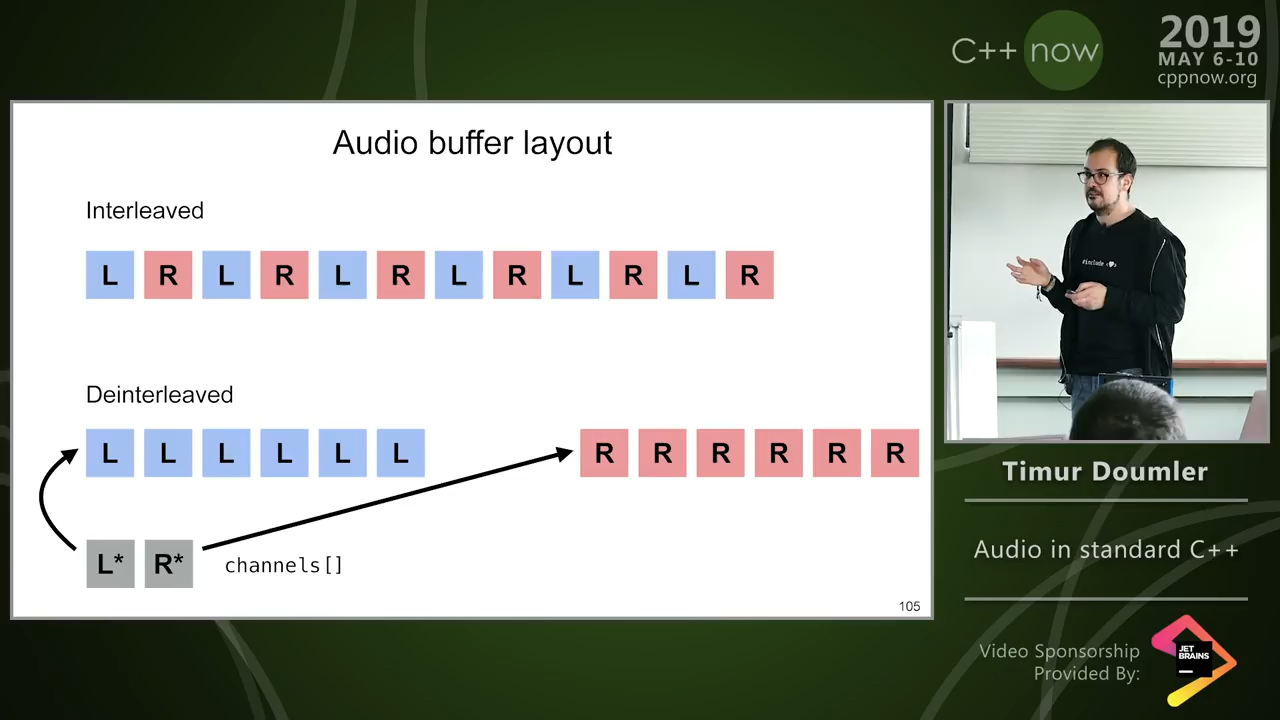 C++ now
2019
MAY 6-10
cppnow.org
Audio buffer layout
Interleaved
L R L R L R L R L R L R
Deinterleaved
L L L L L L R R R R R R
L* R* channels[]
105
#include <♥>
Timur Doumler
Audio in standard C++
Video Sponsorship
Provided By:
JET
BRAINS